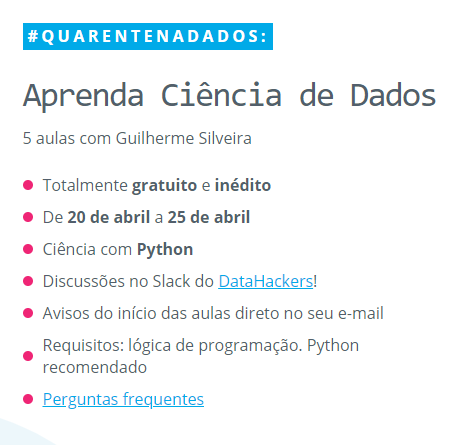 #QUARENTENADADOS:
Aprenda Ciência de Dados
5 aulas com Guilherme Silveira
Totalmente gratuito e inédito
De 20 de abril a 25 de abril
Ciência com Python
Discussões no Slack do DataHackers!
Avisos do início das aulas direto no seu e-mail
Requisitos: lógica de programação. Python
recomendado
Perguntas frequentes